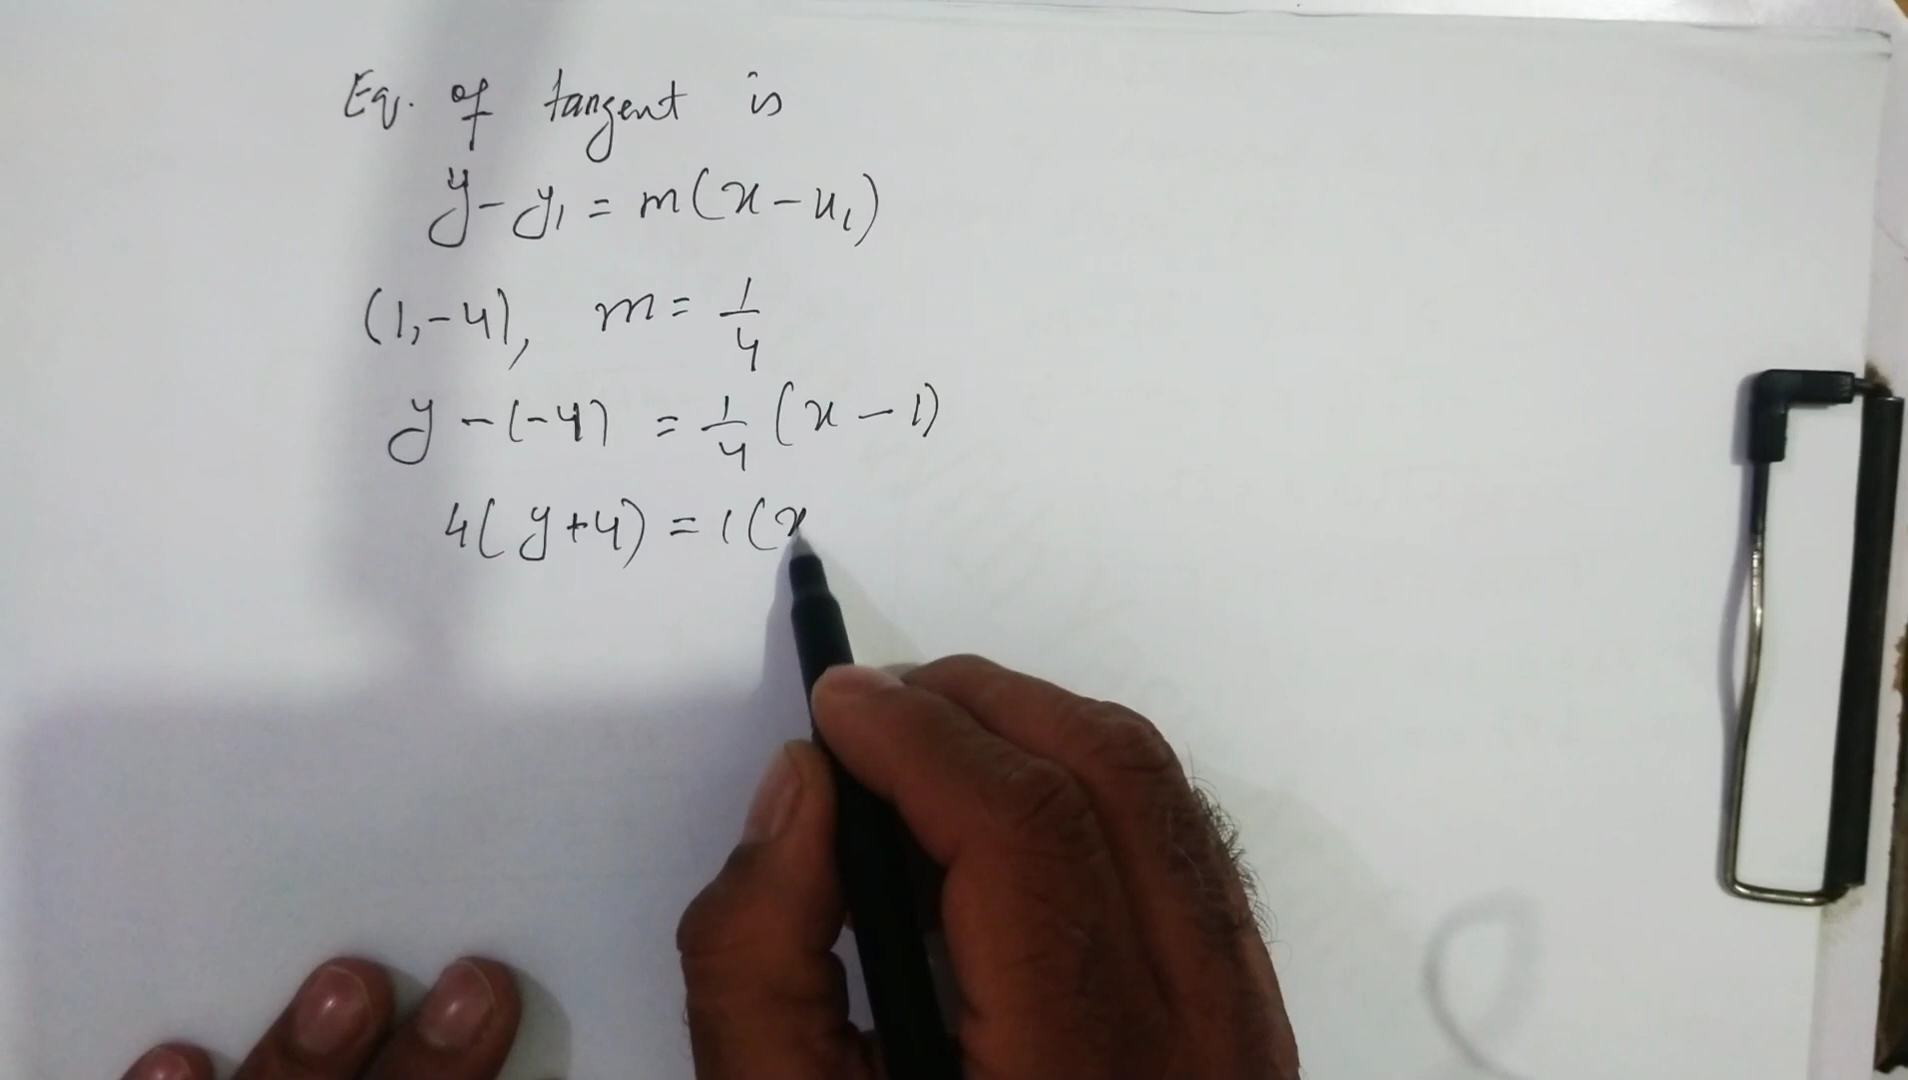 Eq. of tangent is
y - y₁ = m(x - x₁)
(1, -4), m = 1/4
y - (-4) = 1/4 (x - 1)
4(y + 4) = 1(x